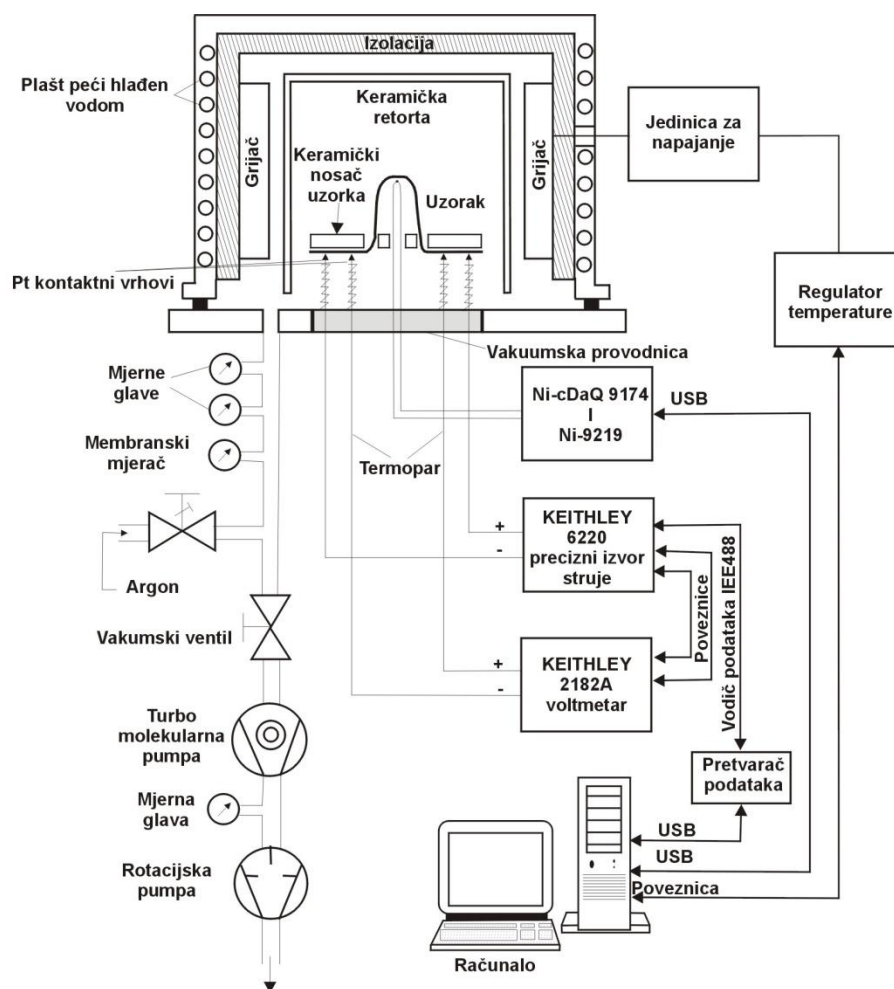 Izolacija
Plašt peći hlađen
vodom
Keramička
retorta
Grijač
Grijač
Keramički
nosač
uzorka
Uzorak
Pt kontaktni vrhovi
Jedinica za
napajanje
Regulator
temperature
Vakuumska provodnica
Mjerne
glave
Membranski
mjerač
Termopar
Ni-cDaQ 9174
I
Ni-9219
USB
Argon
+
-
KEITHLEY
6220
precizni izvor
struje
Vakumski ventil
+
-
KEITHLEY
2182A
voltmetar
Poveznice
Vodič podataka IEE488
Turbo
molekularna
pumpa
Mjerna
glava
Rotacijska
pumpa
Pretvarač
podataka
USB
USB
Poveznica
Računalo